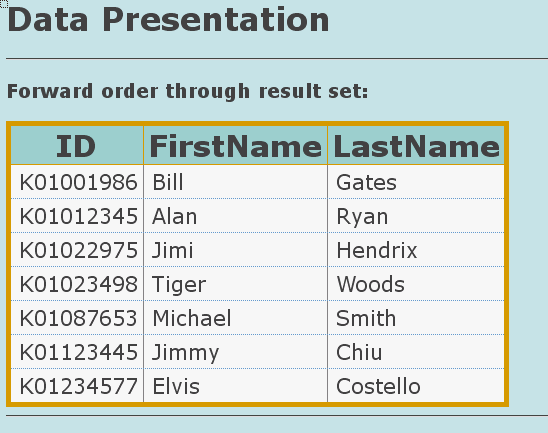 Data Presentation
Forward order through result set:
ID FirstName LastName
K01001986 Bill Gates
K01012345 Alan Ryan
K01022975 Jimi Hendrix
K01023498 Tiger Woods
K01087653 Michael Smith
K01123445 Jimmy Chiu
K01234577 Elvis Costello